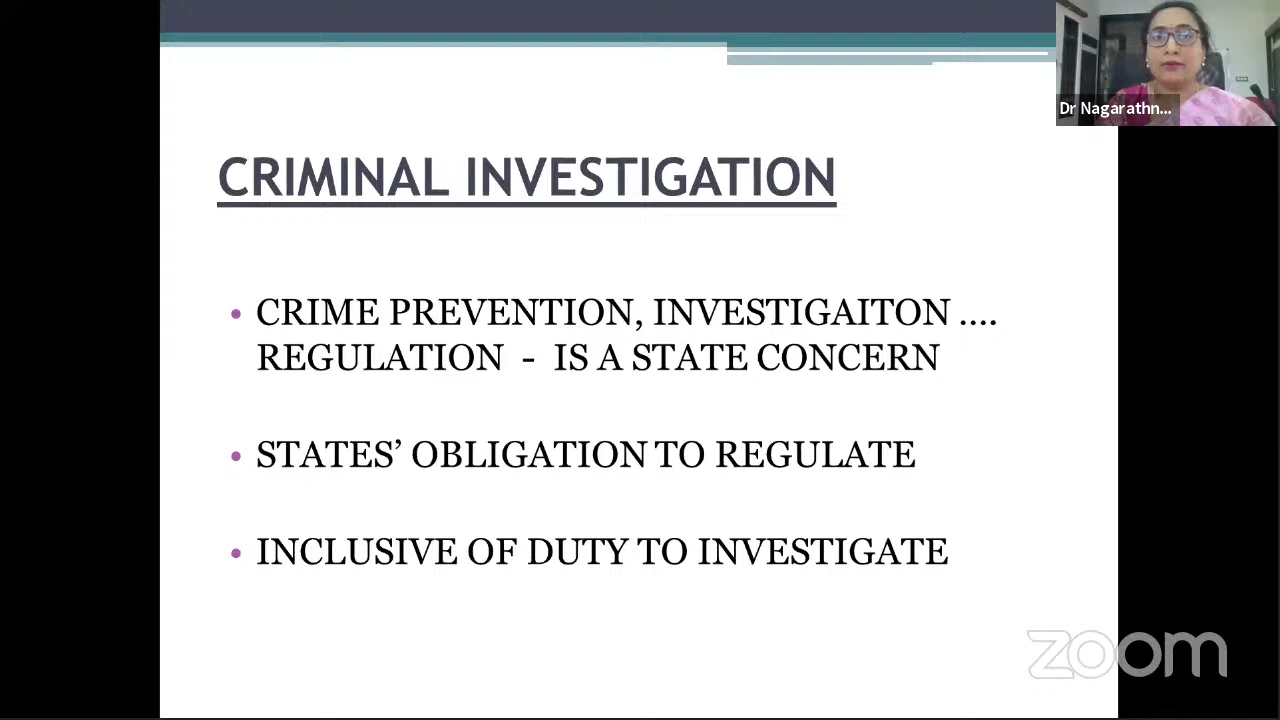 Dr Nagarathn...
CRIMINAL INVESTIGATION
• CRIME PREVENTION, INVESTIGAITON ....
REGULATION - IS A STATE CONCERN
• STATES’ OBLIGATION TO REGULATE
• INCLUSIVE OF DUTY TO INVESTIGATE
zoom